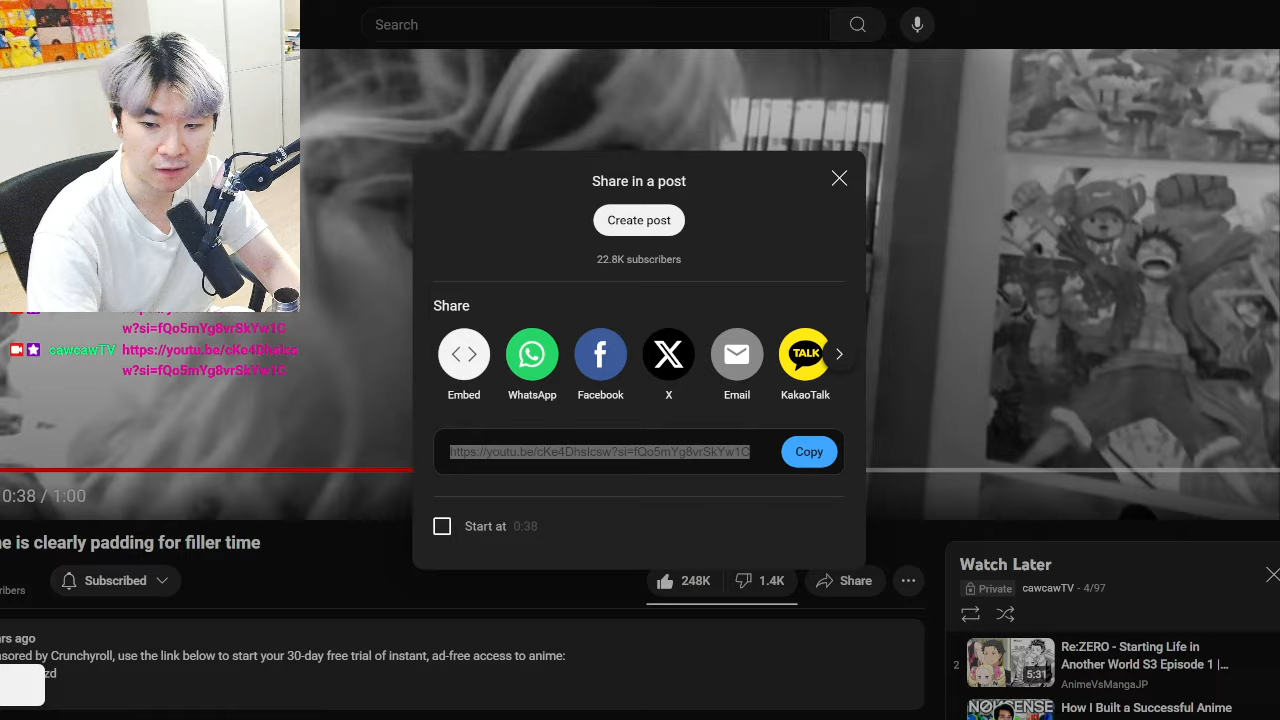 Search
Share in a post
Create post
22.8K subscribers
Share
w?si=fQo5mYg8vrSkYw1C
cawcawTV https://youtu.be/cKe4DhsIcs
w?si=fQo5mYg8vrSkYw1C
TALK
Embed
WhatsApp
Facebook
X
Email
KakaoTalk
https://youtu.be/cKe4DhsIcsw?si=fQo5mYg8vrSkYw1C
Copy
0:38 / 1:00
Start at 0:38
e is clearly padding for filler time
ribers
Subscribed
248K
1.4K
Share
Watch Later
Private cawcawTV - 4/97
rs ago
sored by Crunchyroll, use the link below to start your 30-day free trial of instant, ad-free access to anime:
zd
2
5:31
Re:ZERO - Starting Life in
Another World S3 Episode 1 |...
AnimeVsMangaJP
NONSENSE
How I Built a Successful Anime